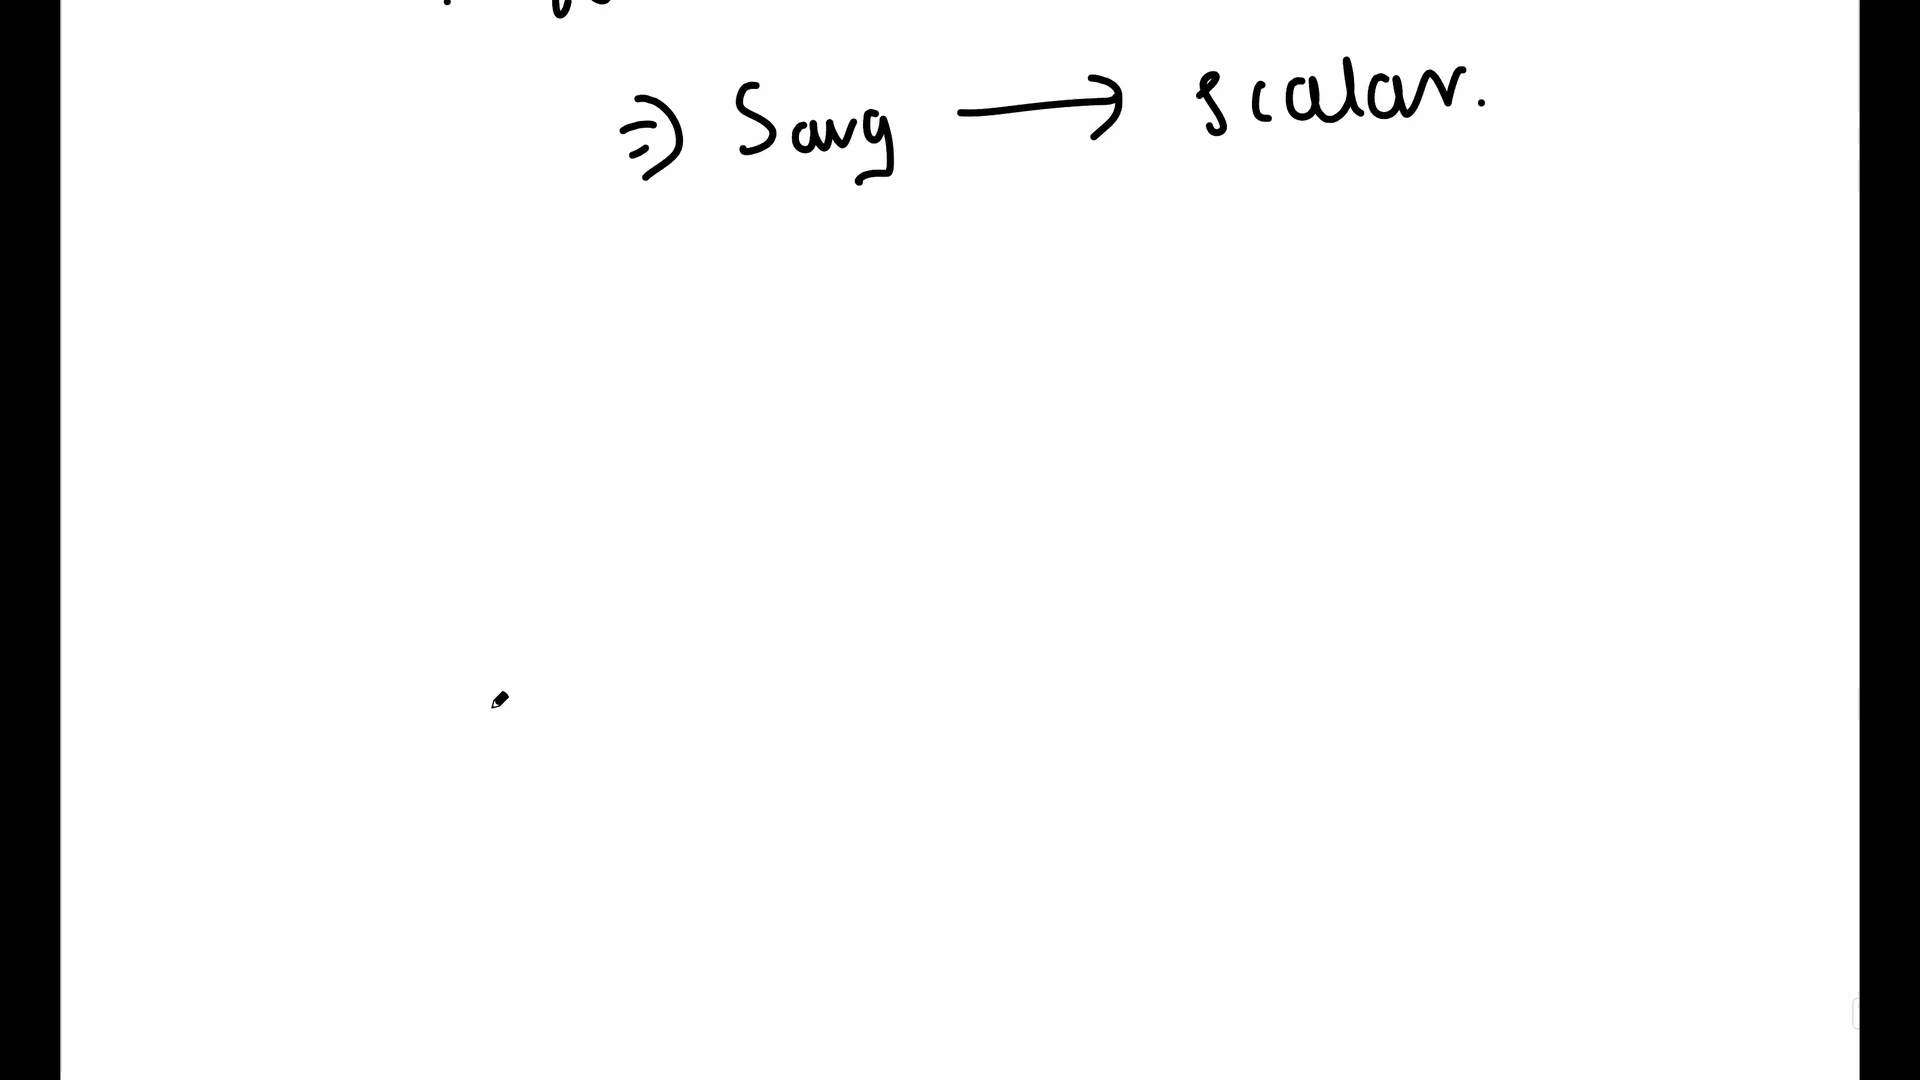 ⇒ Savg → scalar.